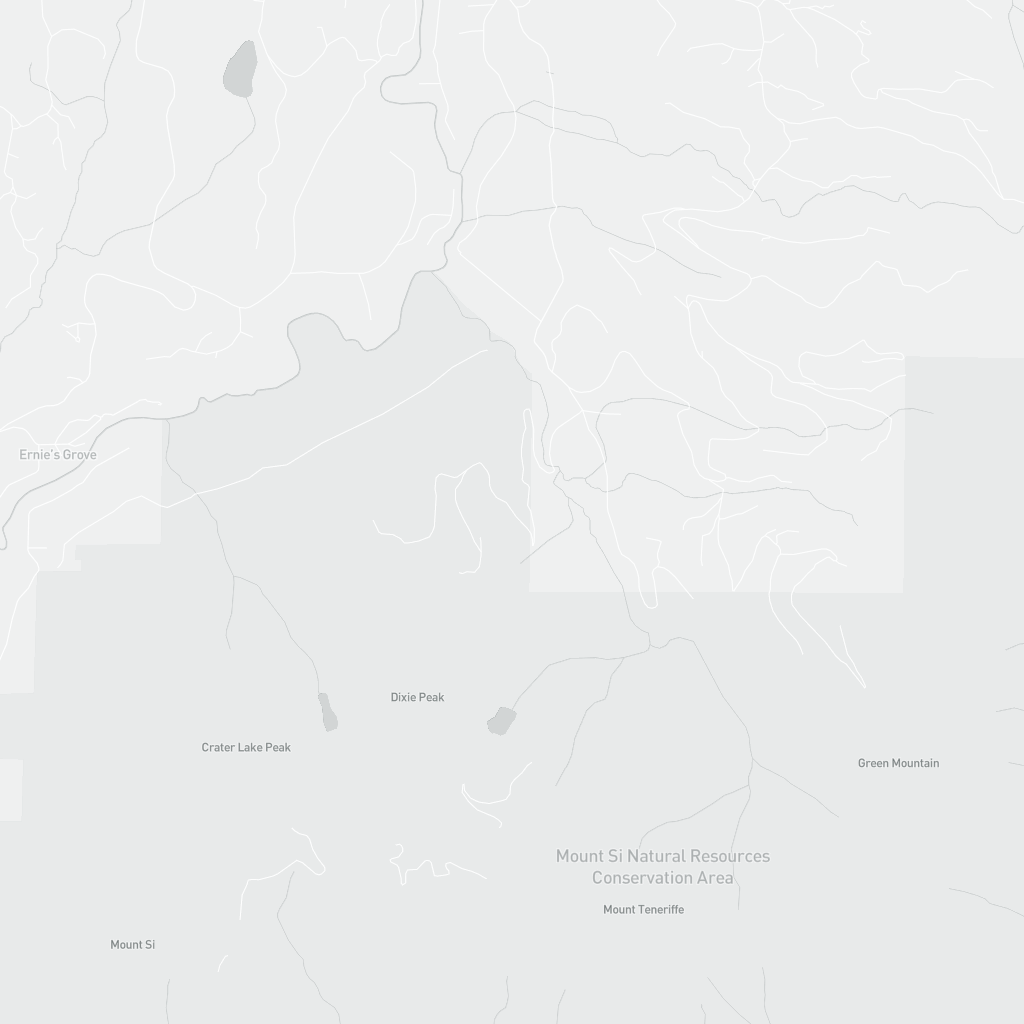 Ernie's Grove
Dixie Peak
Crater Lake Peak
Green Mountain
Mount Si Natural Resources
Conservation Area
Mount Teneriffe
Mount Si